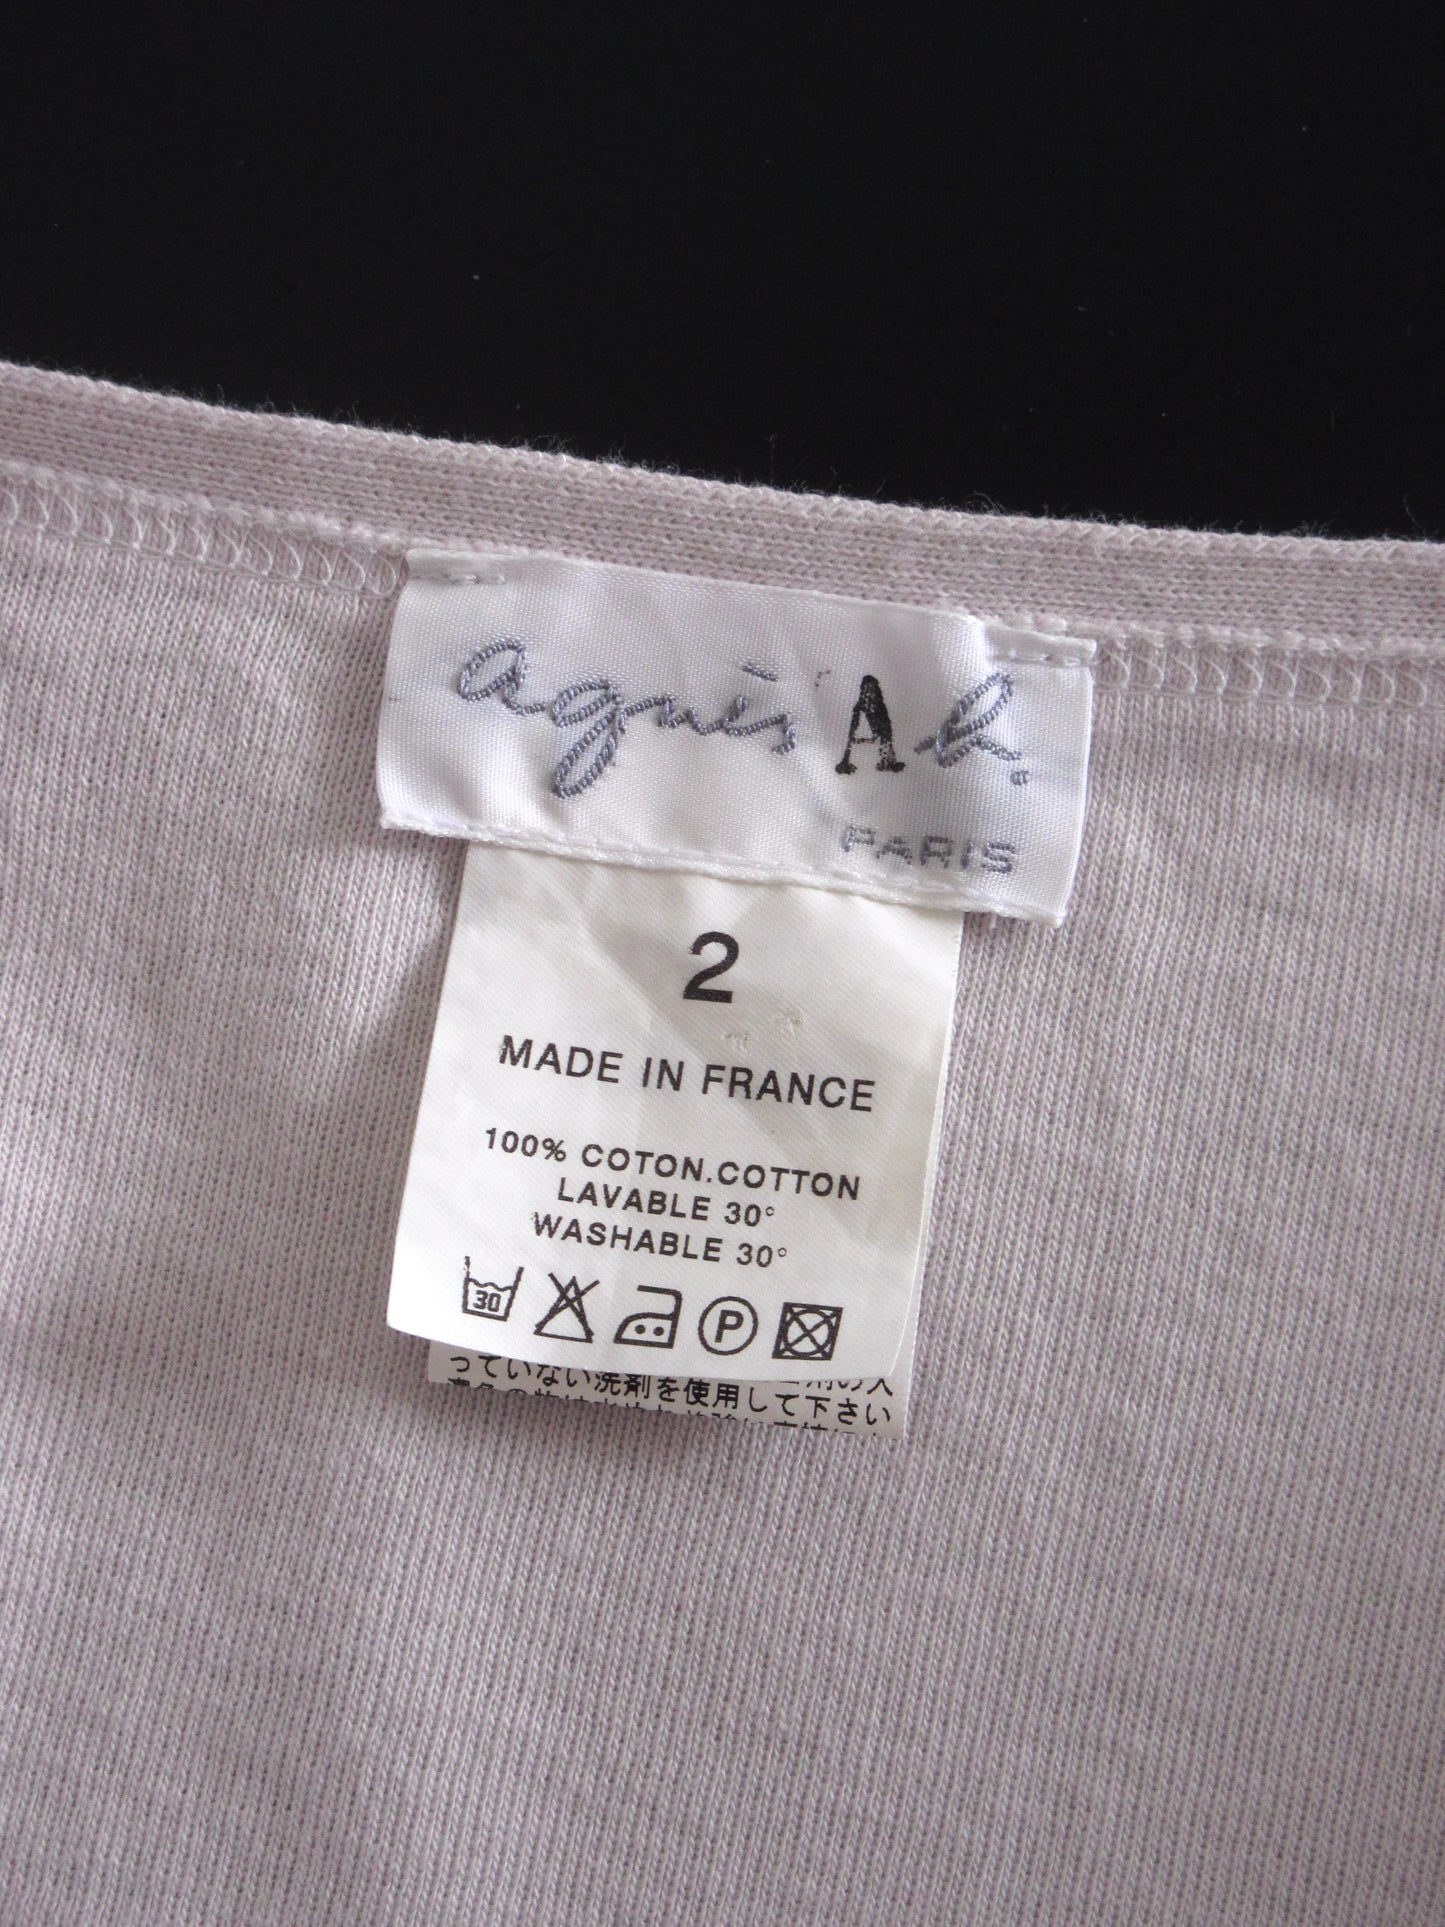 agnès A b.
PARIS
2
MADE IN FRANCE
100% COTON.COTTON
LAVABLE 30°
WASHABLE 30°
30 P
っていない洗剤を使用して下さい